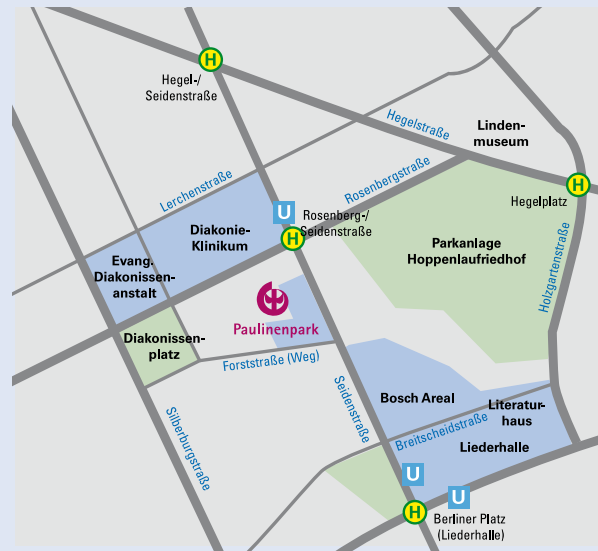 H
Hegel-/
Seidenstraße
Hegelstraße
Linden-
museum
H
Hegelplatz
Lerchenstraße
Rosenbergstraße
U
Rosenberg-/
Seidenstraße
H
Diakonie-
Klinikum
Evang.
Diakonissen-
anstalt
Parkanlage
Hoppenlaufriedhof
Holzgartenstraße
Paulinenpark
Diakonissen-
platz
Forststraße (Weg)
Silberburgstraße
Seidenstraße
Bosch Areal
Breitscheidstraße
Literatur-
haus
Liederhalle
U
U
H
Berliner Platz
(Liederhalle)